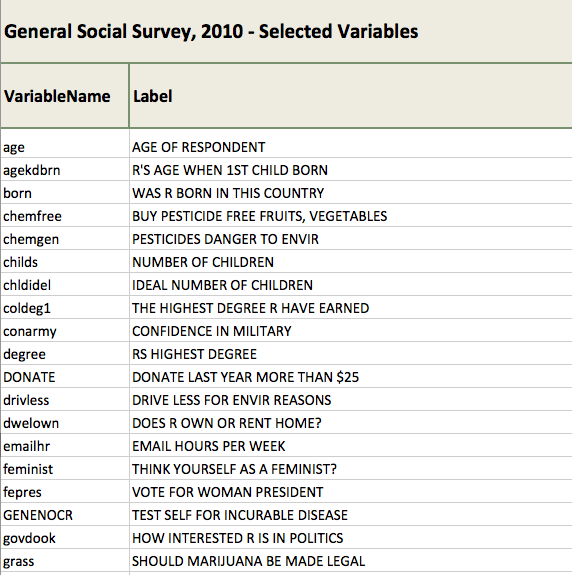 General Social Survey, 2010 - Selected Variables
VariableName Label
age AGE OF RESPONDENT
agekdbrn R'S AGE WHEN 1ST CHILD BORN
born WAS R BORN IN THIS COUNTRY
chemfree BUY PESTICIDE FREE FRUITS, VEGETABLES
chemgen PESTICIDES DANGER TO ENVIR
childs NUMBER OF CHILDREN
chldidel IDEAL NUMBER OF CHILDREN
coldeg1 THE HIGHEST DEGREE R HAVE EARNED
conarmy CONFIDENCE IN MILITARY
degree RS HIGHEST DEGREE
DONATE DONATE LAST YEAR MORE THAN $25
drivless DRIVE LESS FOR ENVIR REASONS
dwelown DOES R OWN OR RENT HOME?
emailhr EMAIL HOURS PER WEEK
feminist THINK YOURSELF AS A FEMINIST?
fepres VOTE FOR WOMAN PRESIDENT
GENENOCR TEST SELF FOR INCURABLE DISEASE
govdook HOW INTERESTED R IS IN POLITICS
grass SHOULD MARIJUANA BE MADE LEGAL